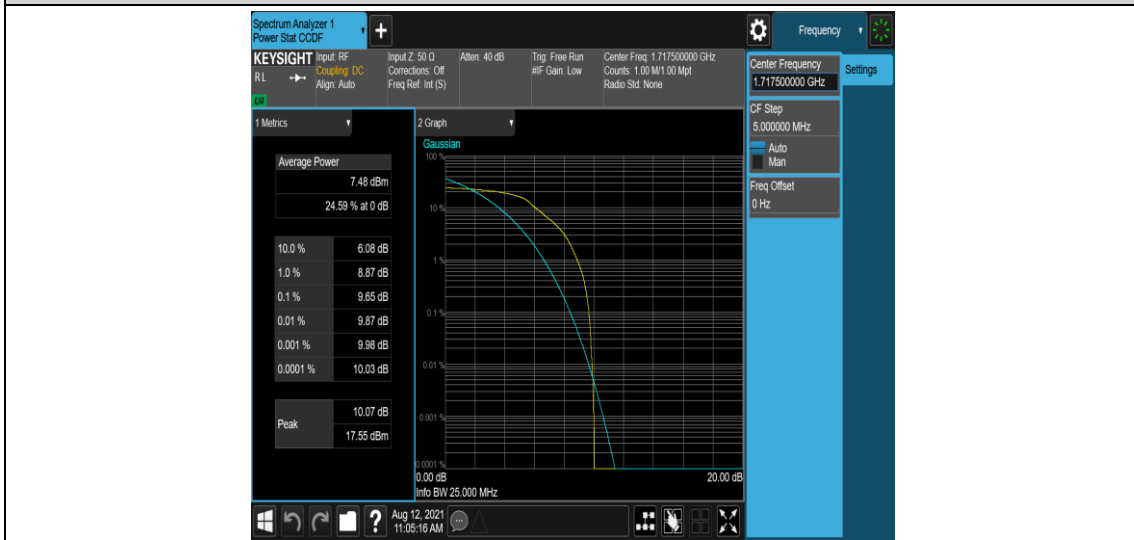 Spectrum Analyzer 1
Power Stat CCDF
+
Frequency
KEYSIGHT
RL
LXI
Input: RF
Coupling: DC
Align: Auto
Input Z: 50 Ω
Corrections: Off
Freq Ref: Int (S)
Atten: 40 dB
Trig: Free Run
#IF Gain: Low
Center Freq: 1.717500000 GHz
Counts: 1.00 M/1.00 Mpt
Radio Std: None
Center Frequency
1.717500000 GHz
Settings
CF Step
5.000000 MHz
Auto
Man
Freq Offset
0 Hz
1 Metrics
Average Power
7.48 dBm
24.59 % at 0 dB
10.0 % 6.08 dB
1.0 % 8.87 dB
0.1 % 9.65 dB
0.01 % 9.87 dB
0.001 % 9.98 dB
0.0001 % 10.03 dB
Peak 10.07 dB
17.55 dBm
2 Graph
Gaussian
100 %
10 %
1 %
0.1 %
0.01 %
0.001 %
0.0001 %
0.00 dB 20.00 dB
Info BW 25.000 MHz
?
Aug 12, 2021
11:05:16 AM